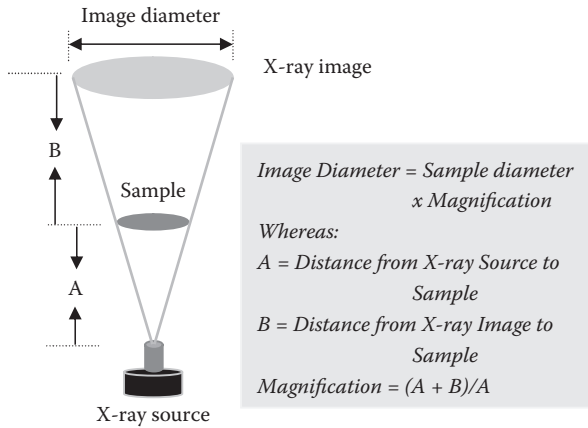 Image diameter
X-ray image
B
Sample
A
X-ray source
Image Diameter = Sample diameter
x Magnification
Whereas:
A = Distance from X-ray Source to
Sample
B = Distance from X-ray Image to
Sample
Magnification = (A + B)/A